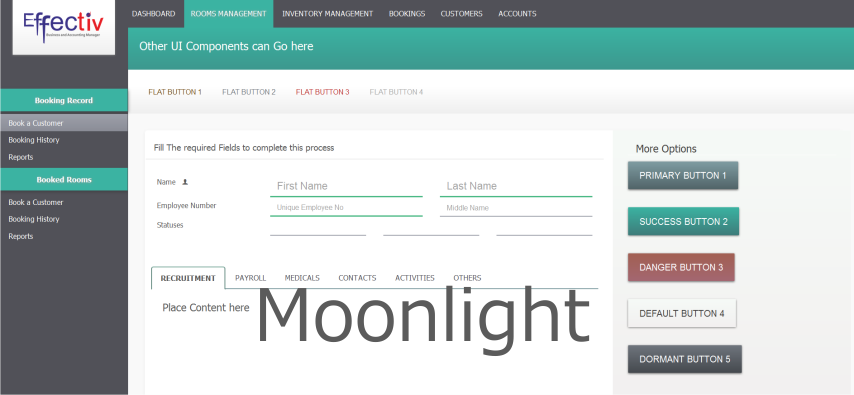 Effectiv
Business and Accounting Manager
DASHBOARD ROOMS MANAGEMENT INVENTORY MANAGEMENT BOOKINGS CUSTOMERS ACCOUNTS
Other UI Components can Go here
FLAT BUTTON 1 FLAT BUTTON 2 FLAT BUTTON 3 FLAT BUTTON 4
Booking Record
Book a Customer
Booking History
Reports
Booked Rooms
Book a Customer
Booking History
Reports
Fill The required Fields to complete this process
Name First Name Last Name
Employee Number Unique Employee No Middle Name
Statuses
RECRUITMENT PAYROLL MEDICALS CONTACTS ACTIVITIES OTHERS
Place Content here
Moonlight
More Options
PRIMARY BUTTON 1
SUCCESS BUTTON 2
DANGER BUTTON 3
DEFAULT BUTTON 4
DORMANT BUTTON 5